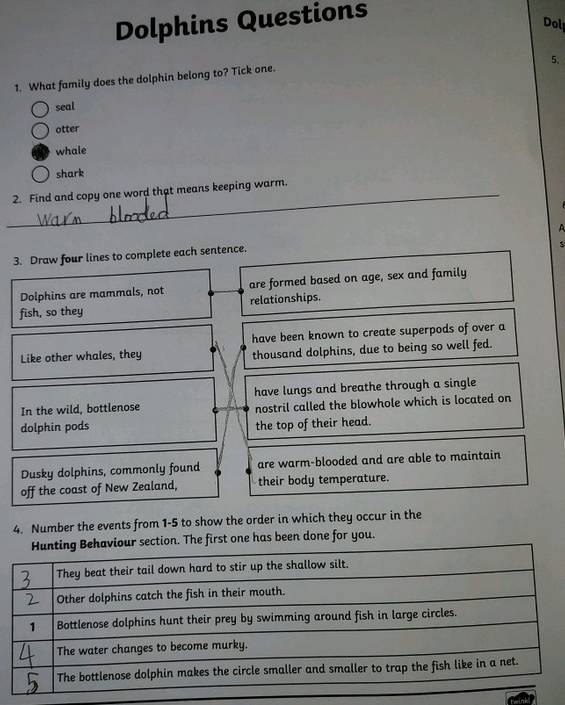 Dolphins Questions
1. What family does the dolphin belong to? Tick one.
seal
otter
whale
shark
2. Find and copy one word that means keeping warm.
Warm blooded
3. Draw four lines to complete each sentence.
Dolphins are mammals, not
fish, so they
are formed based on age, sex and family
relationships.
Like other whales, they
have been known to create superpods of over a
thousand dolphins, due to being so well fed.
In the wild, bottlenose
dolphin pods
have lungs and breathe through a single
nostril called the blowhole which is located on
the top of their head.
Dusky dolphins, commonly found
off the coast of New Zealand,
are warm-blooded and are able to maintain
their body temperature.
4. Number the events from 1-5 to show the order in which they occur in the
Hunting Behaviour section. The first one has been done for you.
3 They beat their tail down hard to stir up the shallow silt.
2 Other dolphins catch the fish in their mouth.
1 Bottlenose dolphins hunt their prey by swimming around fish in large circles.
4 The water changes to become murky.
5 The bottlenose dolphin makes the circle smaller and smaller to trap the fish like in a net.
twinkl
5.